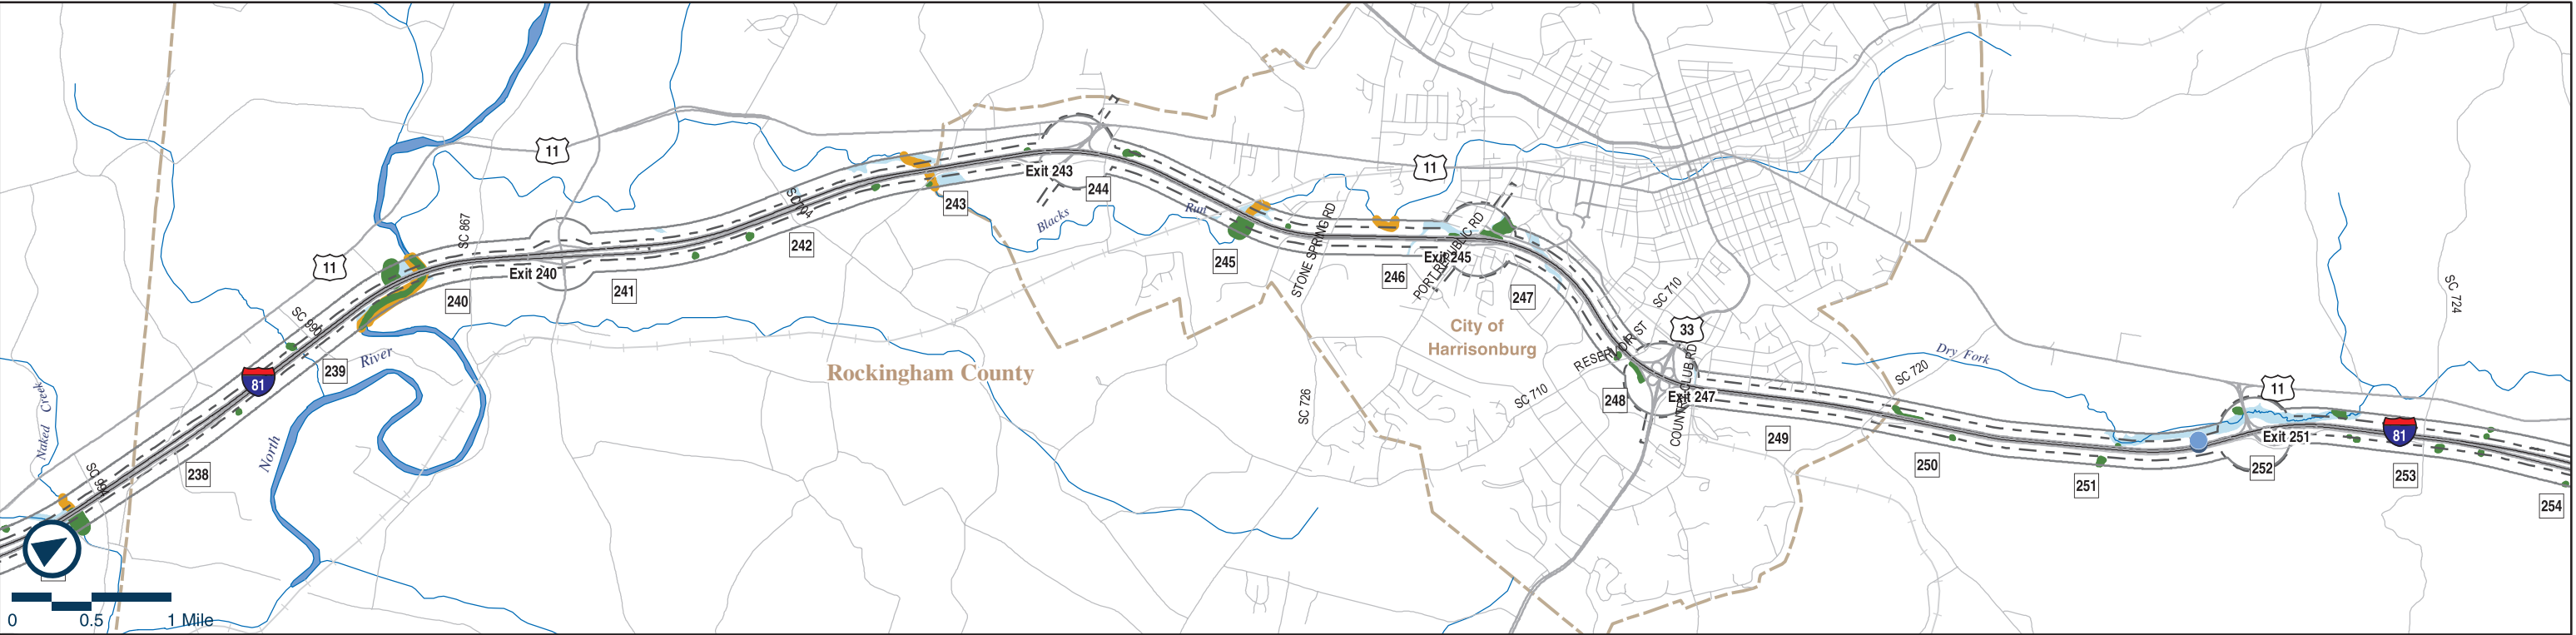 11
11
Exit 243
244
243
Blacks
Run
SC 704
SC 867
242
STONE SPRING RD
PORT REPUBLIC RD
245
246
Exit 245
247
11
Exit 240
240
241
SC 710
SC 990
City of
Harrisonburg
33
RESERVOIR ST
SC 724
Dry Fork
239
River
Rockingham County
81
SC 720
Naked Creek
SC 726
SC 710
248
Exit 247
COUNTRY CLUB RD
11
North
249
Exit 251
81
SC 994
238
250
251
252
253
254
0 0.5 1 Mile